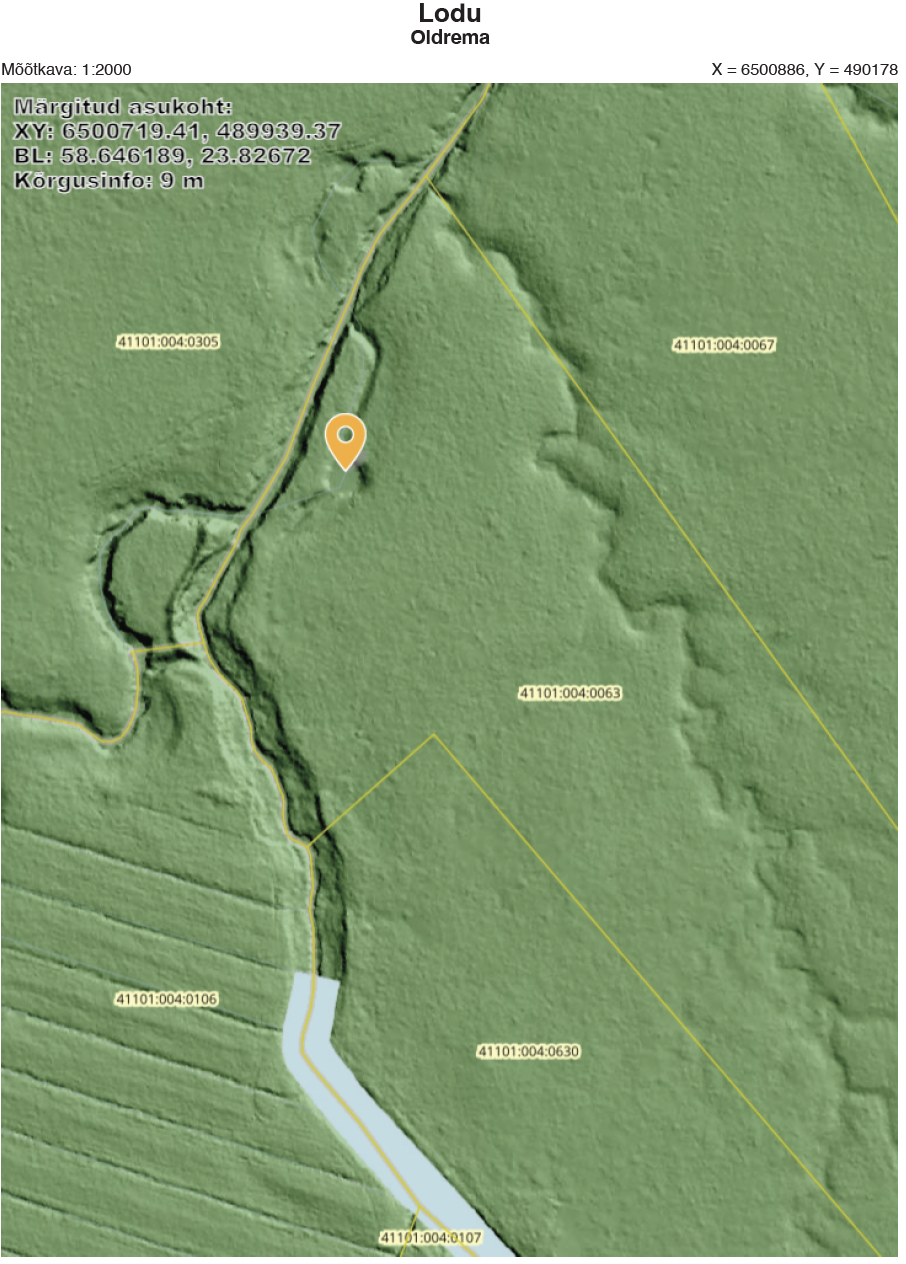 Lodu
Oldrema
Mõõtkava: 1:2000
X = 6500886, Y = 490178
Märgitud asukoht:
XY: 6500719.41, 489939.37
BL: 58.646189, 23.82672
Kõrgusinfo: 9 m
41101:004:0305
41101:004:0067
41101:004:0063
41101:004:0106
41101:004:0630
41101:004:0107